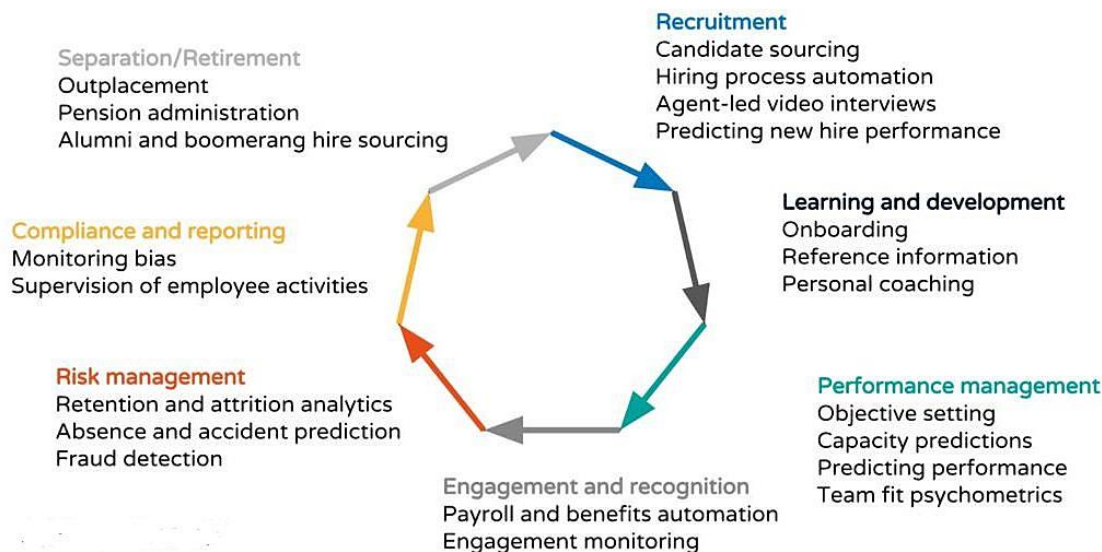 Recruitment
Candidate sourcing
Hiring process automation
Agent-led video interviews
Predicting new hire performance
Learning and development
Onboarding
Reference information
Personal coaching
Performance management
Objective setting
Capacity predictions
Predicting performance
Team fit psychometrics
Engagement and recognition
Payroll and benefits automation
Engagement monitoring
Risk management
Retention and attrition analytics
Absence and accident prediction
Fraud detection
Compliance and reporting
Monitoring bias
Supervision of employee activities
Separation/Retirement
Outplacement
Pension administration
Alumni and boomerang hire sourcing